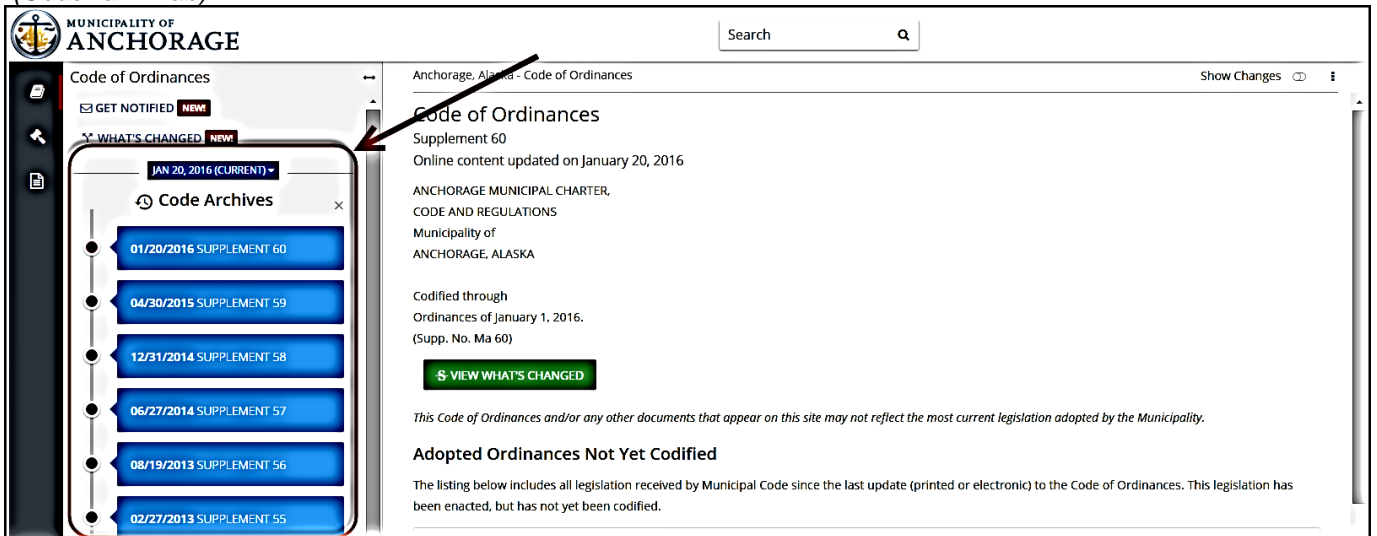 MUNICIPALITY OF
ANCHORAGE
Search
Code of Ordinances
GET NOTIFIED NEW!
WHAT'S CHANGED NEW!
JAN 20, 2016 (CURRENT)
Code Archives
01/20/2016 SUPPLEMENT 60
04/30/2015 SUPPLEMENT 59
12/31/2014 SUPPLEMENT 58
06/27/2014 SUPPLEMENT 57
08/19/2013 SUPPLEMENT 56
02/27/2013 SUPPLEMENT 55
Anchorage, Alaska - Code of Ordinances
Show Changes
Code of Ordinances
Supplement 60
Online content updated on January 20, 2016
ANCHORAGE MUNICIPAL CHARTER,
CODE AND REGULATIONS
Municipality of
ANCHORAGE, ALASKA
Codified through
Ordinances of January 1, 2016.
(Supp. No. Ma 60)
VIEW WHAT'S CHANGED
This Code of Ordinances and/or any other documents that appear on this site may not reflect the most current legislation adopted by the Municipality.
Adopted Ordinances Not Yet Codified
The listing below includes all legislation received by Municipal Code since the last update (printed or electronic) to the Code of Ordinances. This legislation has
been enacted, but has not yet been codified.